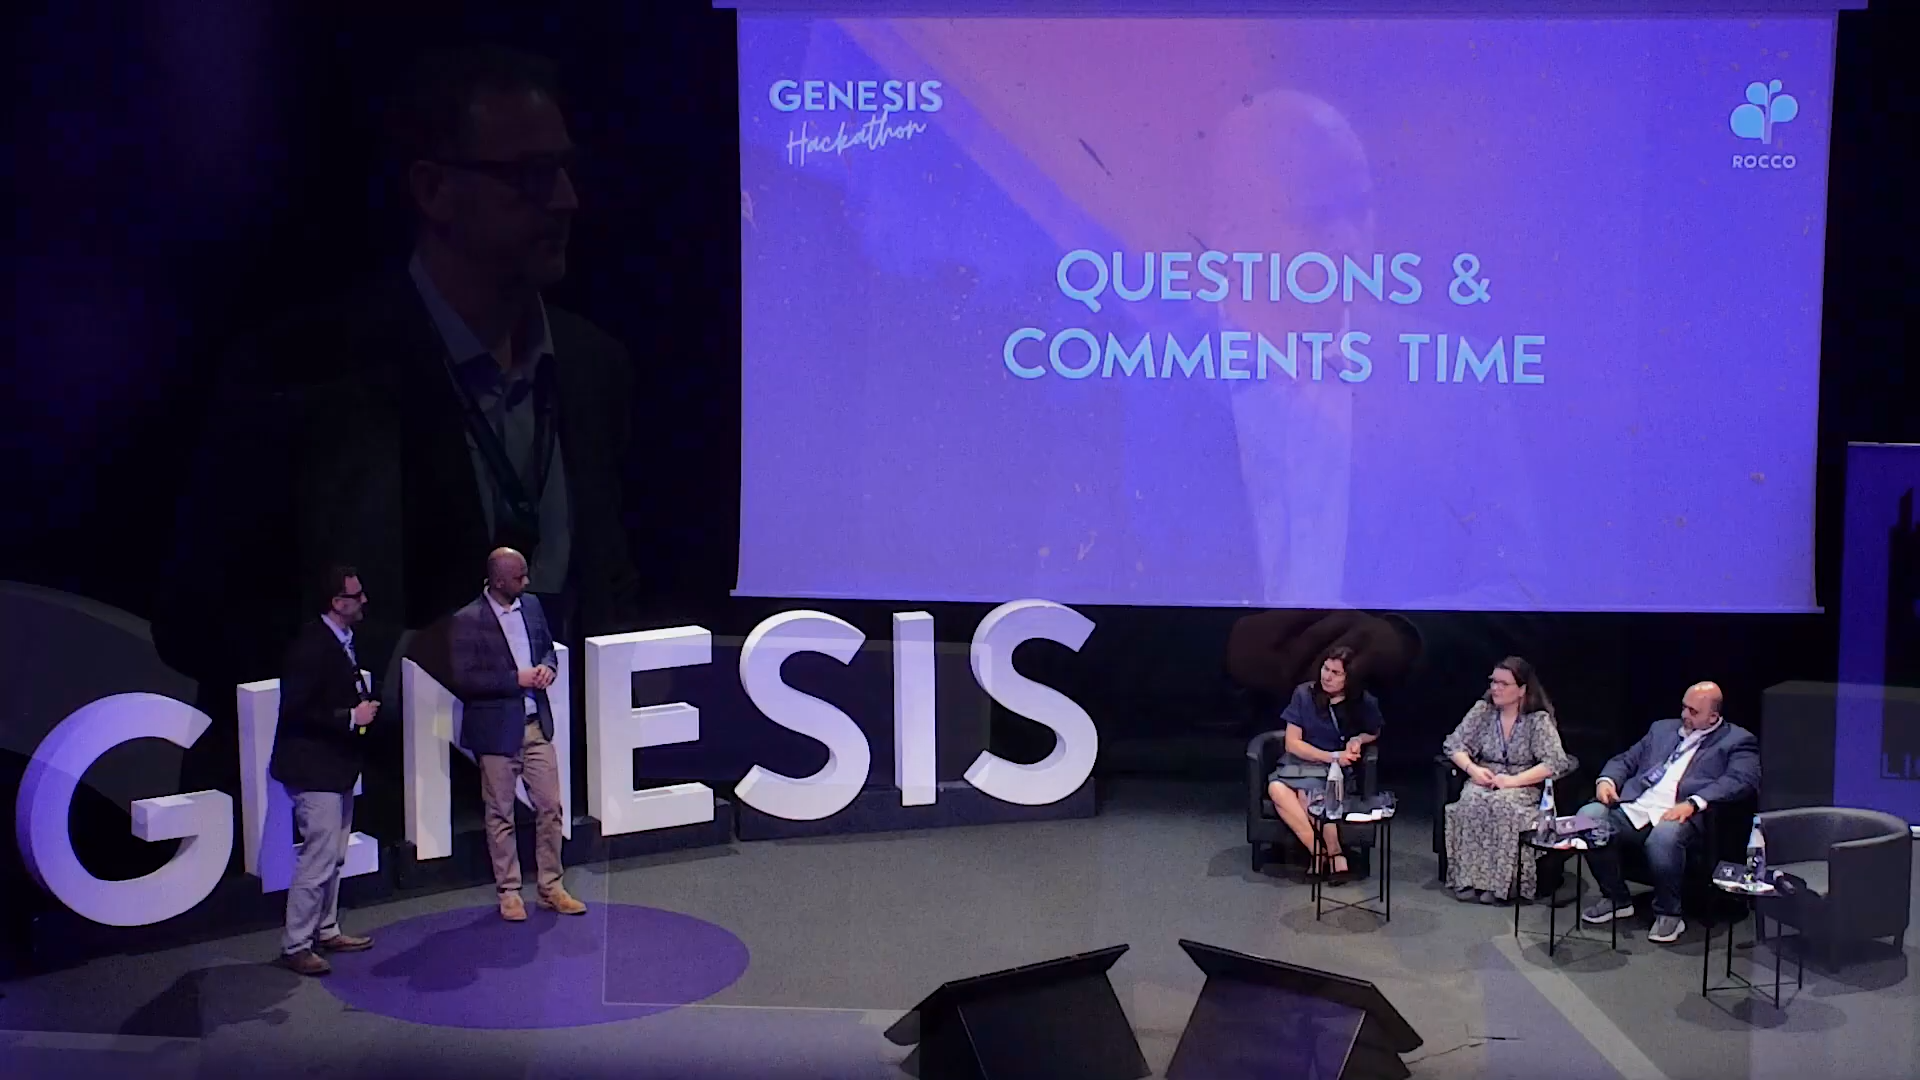 GENESIS
Hackathon
ROCCO
QUESTIONS &
COMMENTS TIME
GENESIS